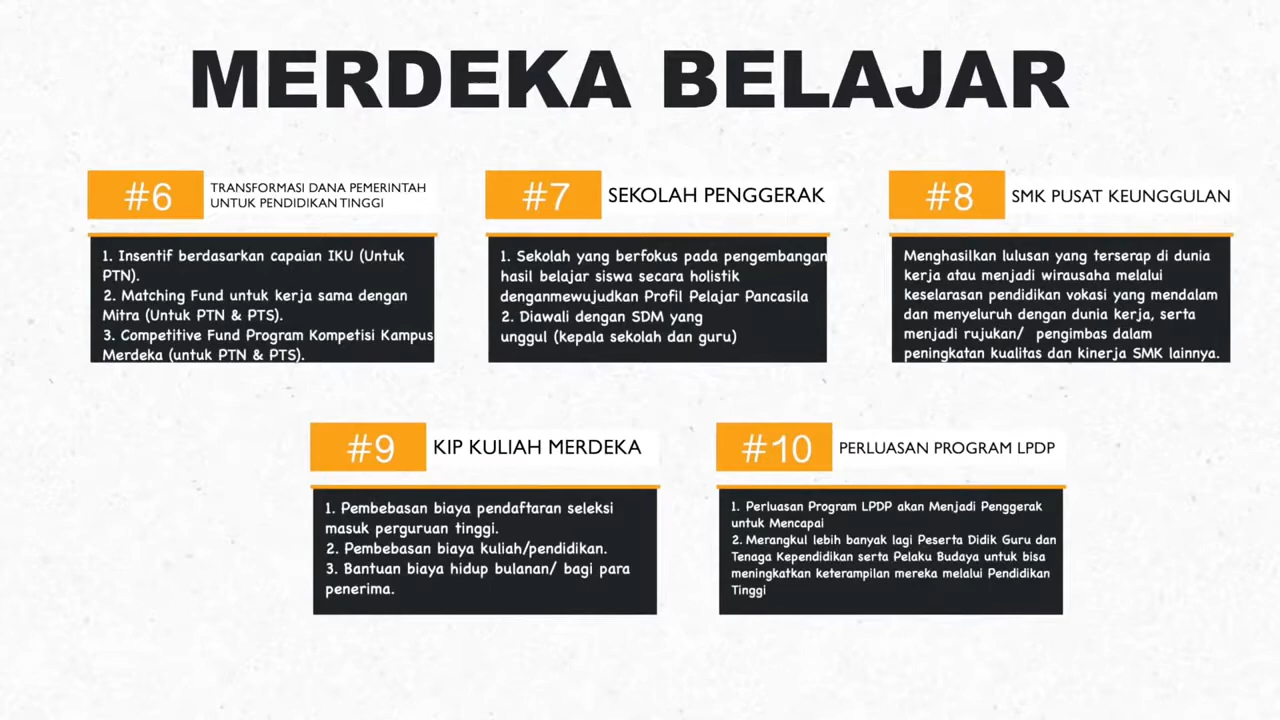 MERDEKA BELAJAR
#6
TRANSFORMASI DANA PEMERINTAH
UNTUK PENDIDIKAN TINGGI
1. Insentif berdasarkan capaian IKU (Untuk
PTN).
2. Matching Fund untuk kerja sama dengan
Mitra (Untuk PTN & PTS).
3. Competitive Fund Program Kompetisi Kampus
Merdeka (untuk PTN & PTS).
#7
SEKOLAH PENGGERAK
1. Sekolah yang berfokus pada pengembangan
hasil belajar siswa secara holistik
denganmewujudkan Profil Pelajar Pancasila
2. Diawali dengan SDM yang
unggul (kepala sekolah dan guru)
#8
SMK PUSAT KEUNGGULAN
Menghasilkan lulusan yang terserap di dunia
kerja atau menjadi wirausaha melalui
keselarasan pendidikan vokasi yang mendalam
dan menyeluruh dengan dunia kerja, serta
menjadi rujukan/ pengimbas dalam
peningkatan kualitas dan kinerja SMK lainnya.
#9
KIP KULIAH MERDEKA
1. Pembebasan biaya pendaftaran seleksi
masuk perguruan tinggi.
2. Pembebasan biaya kuliah/pendidikan.
3. Bantuan biaya hidup bulanan/ bagi para
penerima.
#10
PERLUASAN PROGRAM LPDP
1. Perluasan Program LPDP akan Menjadi Penggerak
untuk Mencapai
2. Merangkul lebih banyak lagi Peserta Didik Guru dan
Tenaga Kependidikan serta Pelaku Budaya untuk bisa
meningkatkan keterampilan mereka melalui Pendidikan
Tinggi